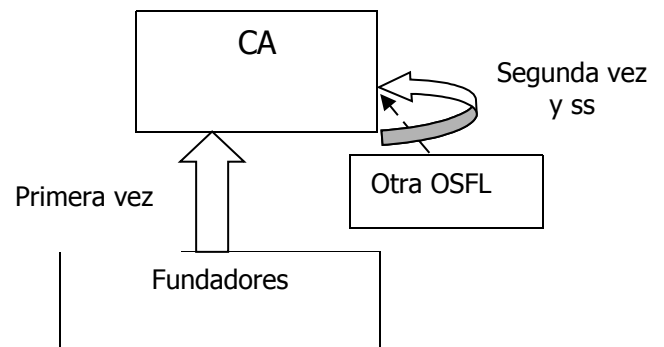 CA
Segunda vez
y ss
Otra OSFL
Primera vez
Fundadores